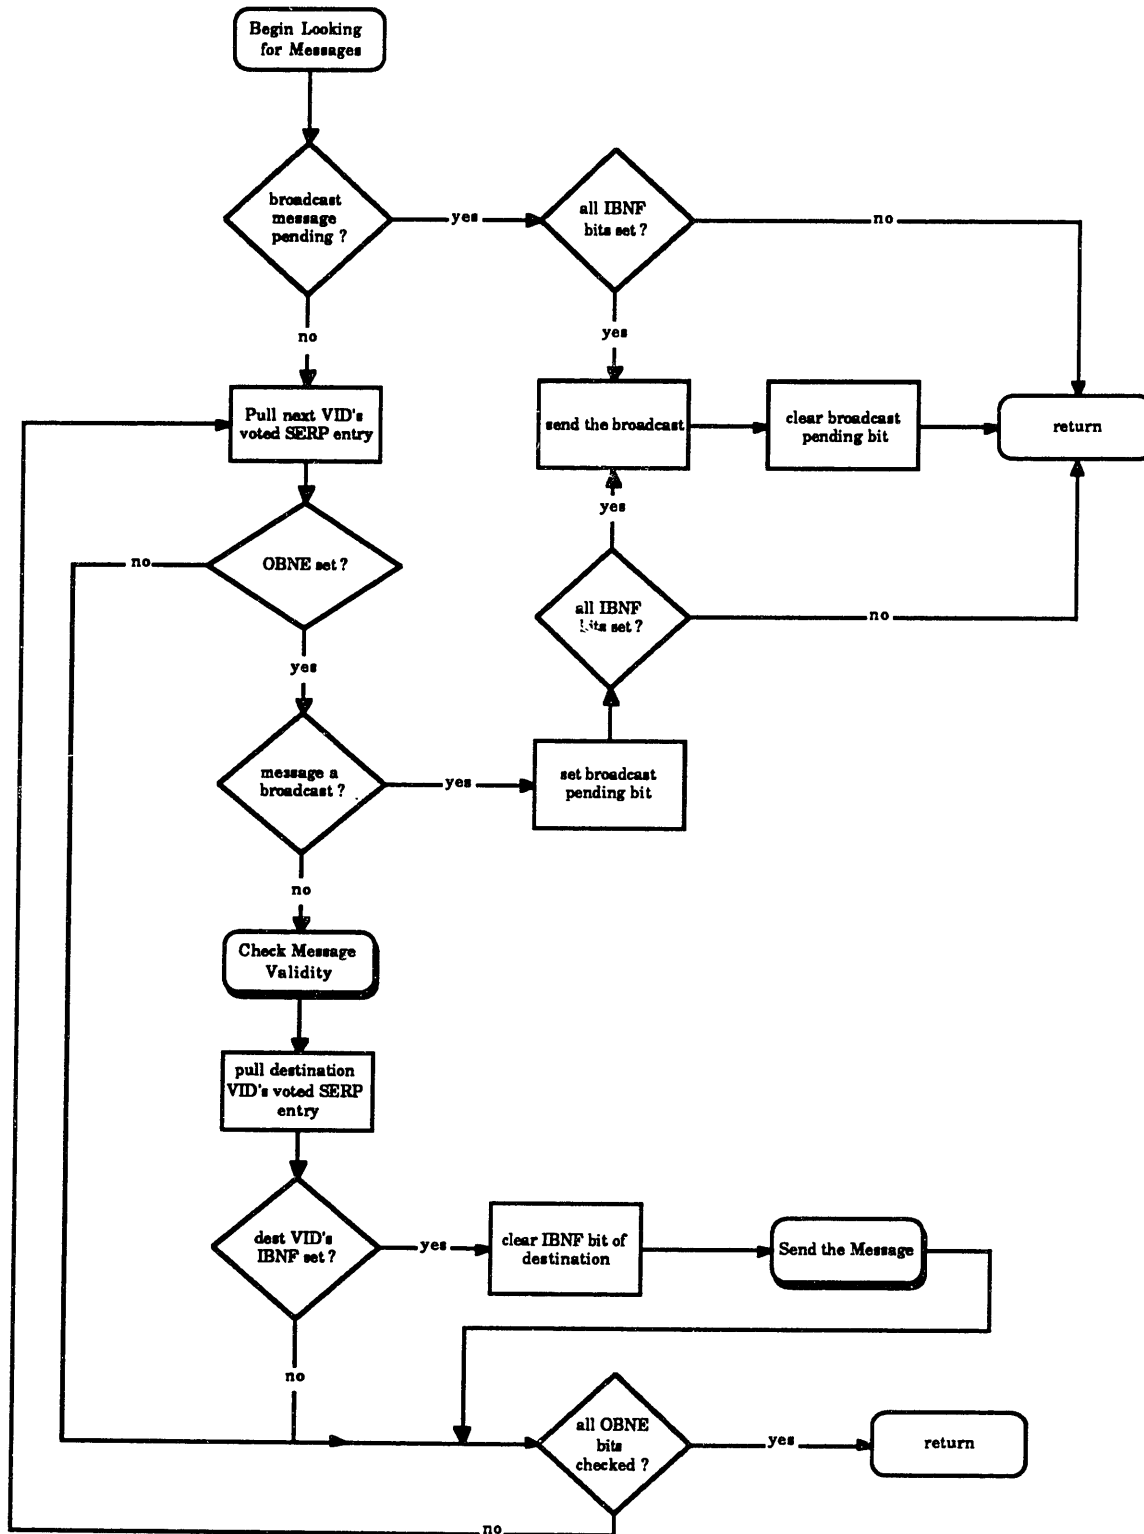 Begin Looking
for Messages
broadcast
message
pending ?
yes
all IBNF
bits set ?
no
no
yes
Pull next VID's
voted SERP entry
send the broadcast
clear broadcast
pending bit
return
yes
no
OBNE set ?
all IBNF
bits set ?
no
yes
message a
broadcast ?
yes
set broadcast
pending bit
no
Check Message
Validity
pull destination
VID's voted SERP
entry
dest VID's
IBNF set ?
yes
clear IBNF bit of
destination
Send the Message
no
all OBNE
bits
checked ?
yes
return
no